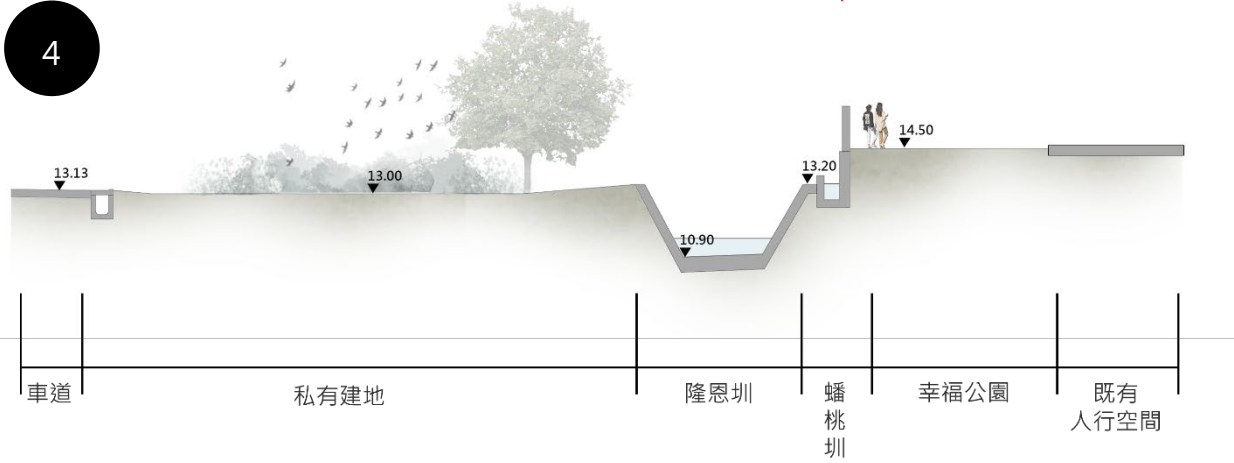 4
13.13
13.00
10.90
13.20
14.50
車道
私有建地
隆恩圳
蟠桃圳
幸福公園
既有
人行空間